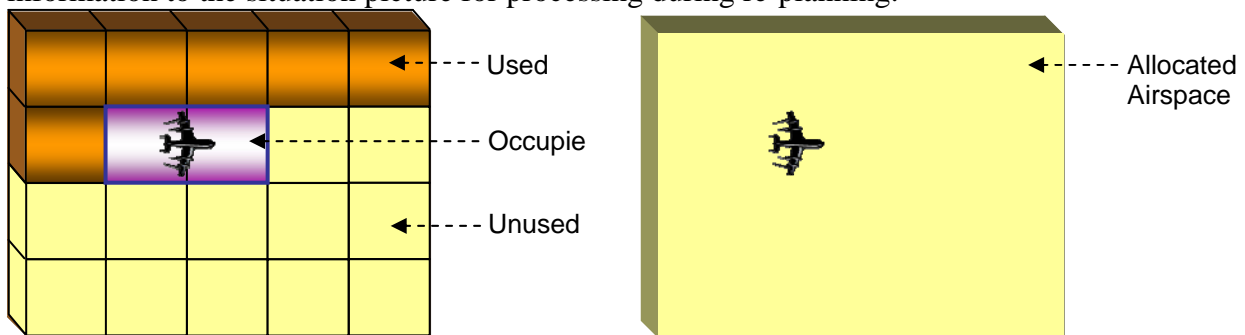 information to the situation picture for processing during re-planning.
Used
Occupie
Unused
Allocated
Airspace